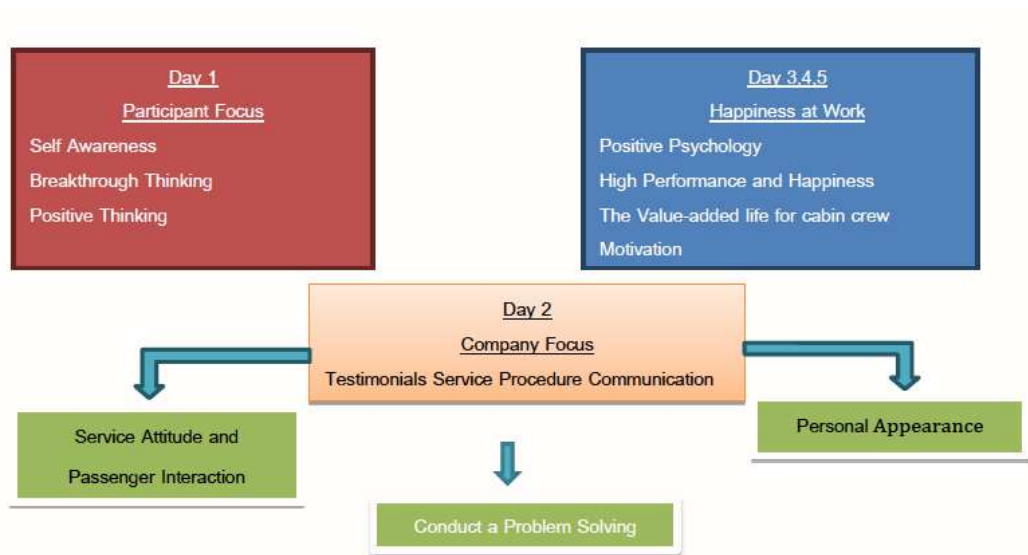 Day 1
Participant Focus
Self Awareness
Breakthrough Thinking
Positive Thinking
Day 3,4,5
Happiness at Work
Positive Psychology
High Performance and Happiness
The Value-added life for cabin crew
Motivation
Day 2
Company Focus
Testimonials Service Procedure Communication
Service Attitude and
Passenger Interaction
Personal Appearance
Conduct a Problem Solving